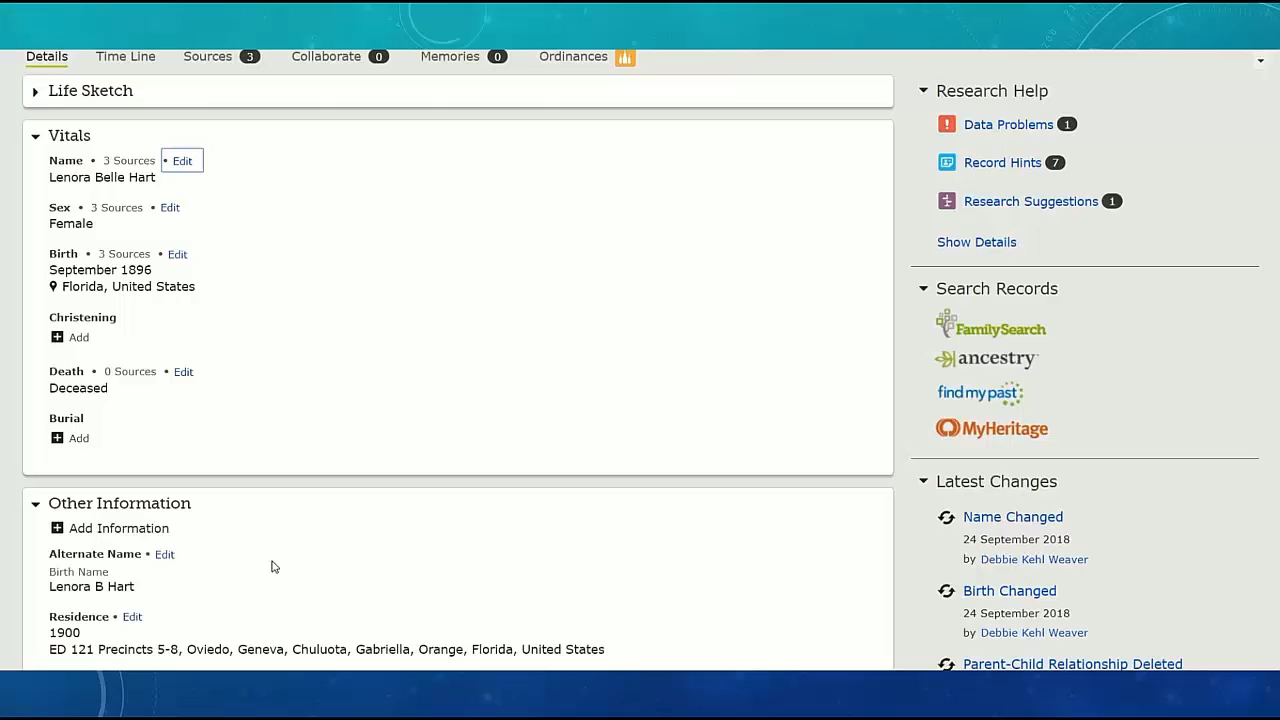 Details Time Line Sources 3 Collaborate 0 Memories 0 Ordinances
Life Sketch
Vitals
Name • 3 Sources • Edit
Lenora Belle Hart
Sex • 3 Sources • Edit
Female
Birth • 3 Sources • Edit
September 1896
Florida, United States
Christening
Add
Death • 0 Sources • Edit
Deceased
Burial
Add
Other Information
Add Information
Alternate Name • Edit
Birth Name
Lenora B Hart
Residence • Edit
1900
ED 121 Precincts 5-8, Oviedo, Geneva, Chuluota, Gabriella, Orange, Florida, United States
Research Help
Data Problems 1
Record Hints 7
Research Suggestions 1
Show Details
Search Records
FamilySearch
ancestry
findmypast
MyHeritage
Latest Changes
Name Changed
24 September 2018
by Debbie Kehl Weaver
Birth Changed
24 September 2018
by Debbie Kehl Weaver
Parent-Child Relationship Deleted